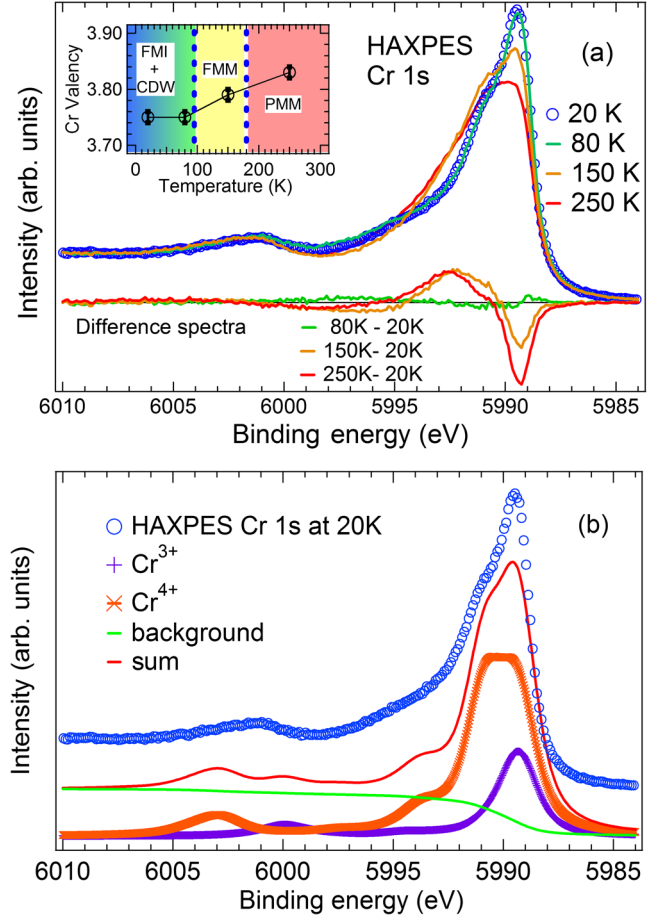 3.90
3.80
3.70
Cr Valency
FMI
+
CDW
FMM
PMM
0
100
200
300
Temperature (K)
HAXPES
Cr 1s
(a)
20 K
80 K
150 K
250 K
Intensity (arb. units)
Difference spectra
80K - 20K
150K- 20K
250K- 20K
6010
6005
6000
5995
5990
5985
Binding energy (eV)
HAXPES Cr 1s at 20K
(b)
Cr3+
Cr4+
background
sum
Intensity (arb. units)
6010
6005
6000
5995
5990
5985
Binding energy (eV)